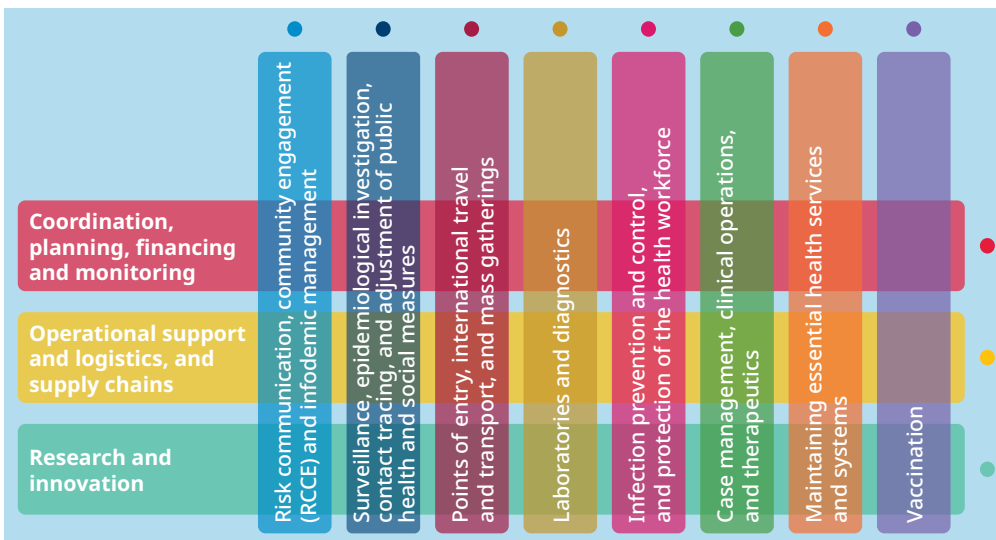 Coordination,
planning, financing
and monitoring
Operational support
and logistics, and
supply chains
Research and
innovation
Risk communication, community engagement
(RCCE) and infodemic management
Surveillance, epidemiological investigation,
contact tracing, and adjustment of public
health and social measures
Points of entry, international travel
and transport, and mass gatherings
Laboratories and diagnostics
Infection prevention and control,
and protection of the health workforce
Case management, clinical operations,
and therapeutics
Maintaining essential health services
and systems
Vaccination